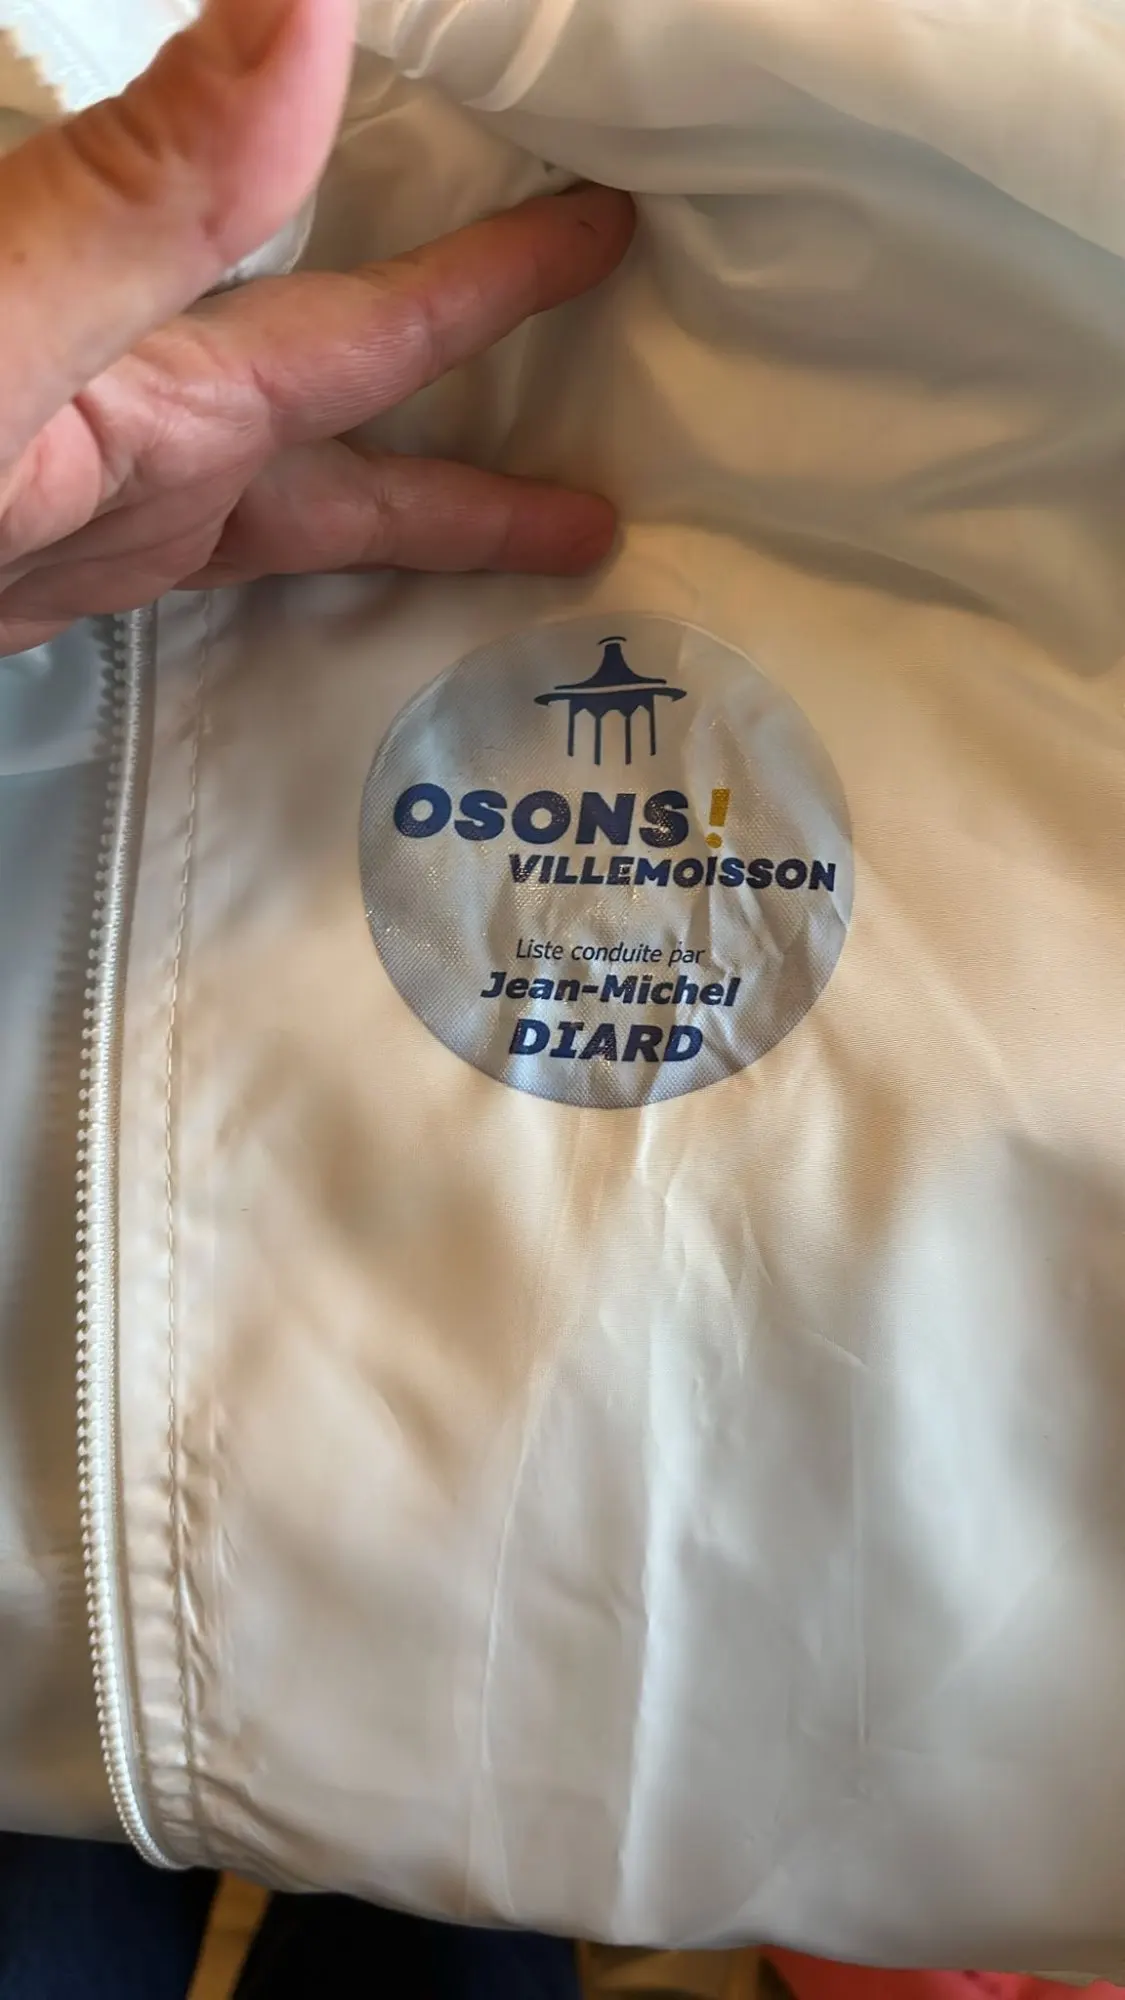 OSONS!
VILLEMOISSON
Liste conduite par
Jean-Michel
DIARD